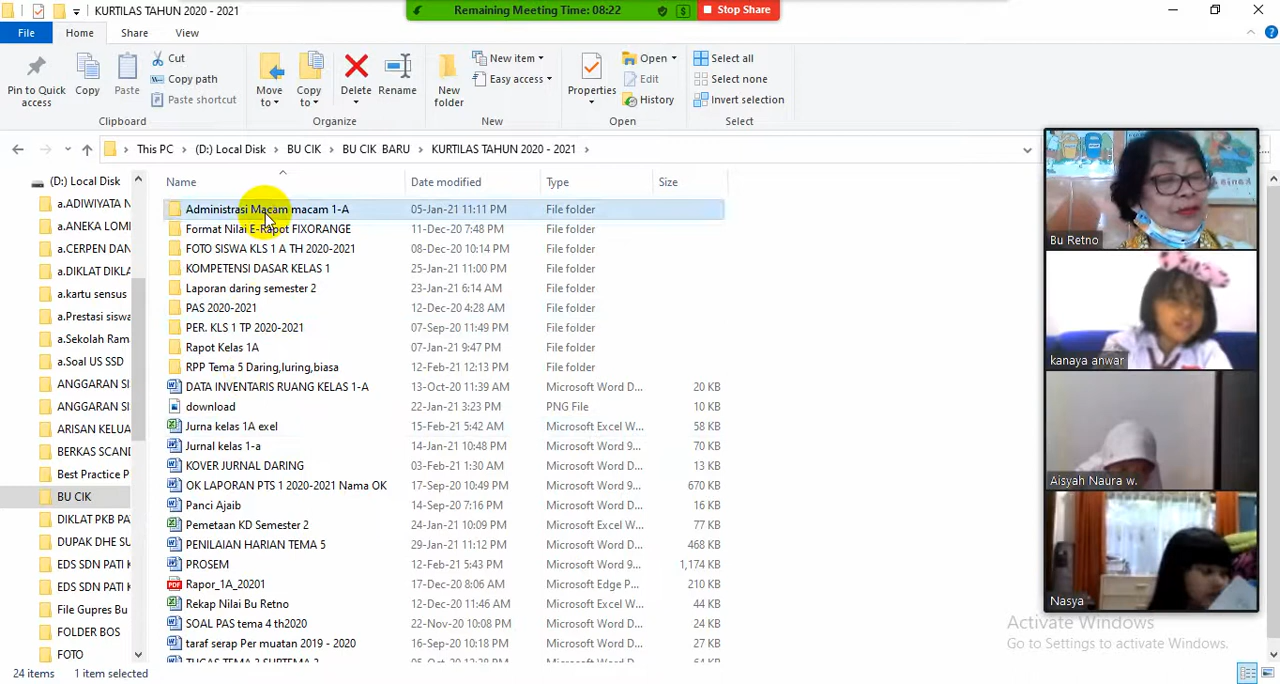 KURTILAS TAHUN 2020 - 2021
Remaining Meeting Time: 08:22
Stop Share
File Home Share View
Pin to Quick access
Copy
Paste
Cut
Copy path
Paste shortcut
Move to
Copy to
Delete
Rename
New folder
New item
Easy access
Properties
Open
Edit
History
Select all
Select none
Invert selection
Clipboard Organize New Open Select
This PC > (D:) Local Disk > BU CIK > BU CIK BARU > KURTILAS TAHUN 2020 - 2021 >
(D:) Local Disk
a.ADIWIYATA N
a.ANEKA LOM
a.CERPEN DAN
a.DIKLAT DIKLA
a.kartu sensus
a.Prestasi siswa
a.Sekolah Ram
a.Soal US SSD
ANGGARAN SI
ANGGARAN SI
ARISAN KELUA
BERKAS SCAND
Best Practice P
BU CIK
DIKLAT PKB PA
DUPAK DHE SU
EDS SDN PATI K
EDS SDN PATI K
File Gupres Bu
FOLDER BOS
FOTO
Name Date modified Type Size
Administrasi Macam macam 1-A 05-Jan-21 11:11 PM File folder
Format Nilai E-Rapot FIXORANGE 11-Dec-20 7:48 PM File folder
FOTO SISWA KLS 1 A TH 2020-2021 08-Dec-20 10:14 PM File folder
KOMPETENSI DASAR KELAS 1 25-Jan-21 11:00 PM File folder
Laporan daring semester 2 23-Jan-21 6:14 AM File folder
PAS 2020-2021 12-Dec-20 4:28 AM File folder
PER. KLS 1 TP 2020-2021 07-Sep-20 11:49 PM File folder
Rapot Kelas 1A 07-Jan-21 9:47 PM File folder
RPP Tema 5 Daring,luring,biasa 12-Feb-21 12:13 PM File folder
DATA INVENTARIS RUANG KELAS 1-A 13-Oct-20 11:39 AM Microsoft Word D... 20 KB
download 22-Jan-21 3:23 PM PNG File 10 KB
Jurna kelas 1A exel 15-Feb-21 5:42 AM Microsoft Excel W... 58 KB
Jurnal kelas 1-a 14-Jan-21 10:48 PM Microsoft Word 9... 70 KB
KOVER JURNAL DARING 03-Feb-21 1:30 AM Microsoft Word D... 13 KB
OK LAPORAN PTS 1 2020-2021 Nama OK 17-Sep-20 10:49 PM Microsoft Word 9... 670 KB
Panci Ajaib 14-Sep-20 7:16 PM Microsoft Word D... 16 KB
Pemetaan KD Semester 2 24-Jan-21 10:09 PM Microsoft Excel W... 77 KB
PENILAIAN HARIAN TEMA 5 29-Jan-21 11:12 PM Microsoft Word D... 468 KB
PROSEM 12-Feb-21 5:43 PM Microsoft Word 9... 1,174 KB
Rapor_1A_20201 17-Dec-20 8:06 AM Microsoft Edge P... 210 KB
Rekap Nilai Bu Retno 12-Dec-20 11:46 AM Microsoft Excel W... 44 KB
SOAL PAS tema 4 th2020 22-Nov-20 10:08 PM Microsoft Word D... 24 KB
taraf serap Per muatan 2019 - 2020 16-Sep-20 10:18 PM Microsoft Word D... 27 KB
Bu Retno
kanaya anwar
Aisyah Naura w.
Nasya
Activate Windows
Go to Settings to activate Windows.
24 items 1 item selected